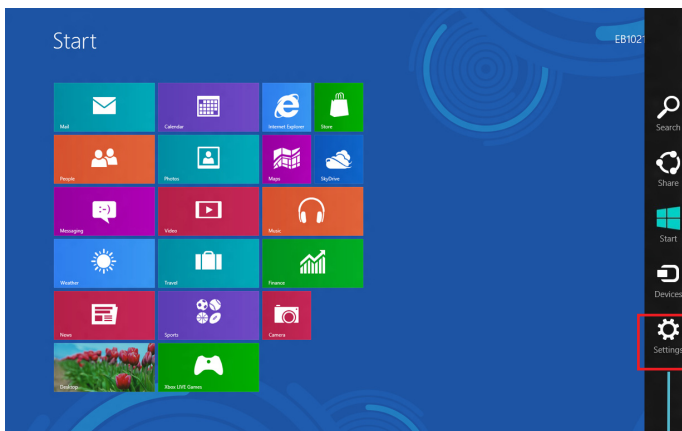 Start
EB1021
Mail
Calendar
Internet Explorer
Store
People
Photos
Maps
SkyDrive
Messaging
:-)
Video
Music
Weather
Travel
Finance
News
Sports
Camera
Desktop
Xbox LIVE Games
Search
Share
Start
Devices
Settings